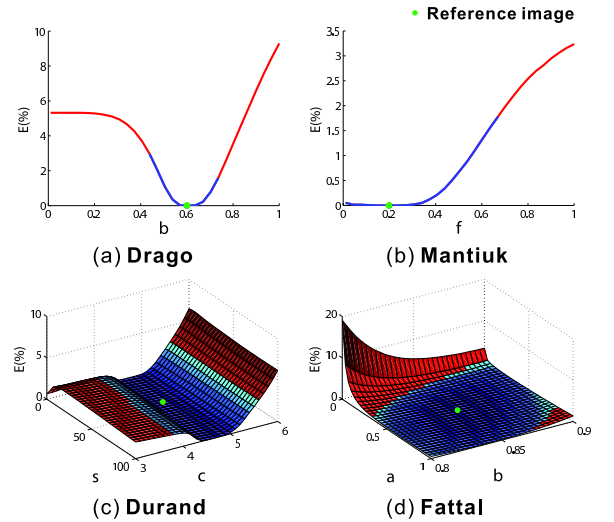 Reference image
10
8
6
4
2
0
E(%)
0 0.2 0.4 0.6 0.8 1
b
(a) Drago
3.5
3
2.5
2
1.5
1
0.5
0
E(%)
0 0.2 0.4 0.6 0.8 1
f
(b) Mantiuk
10
5
0
E(%)
0
50
100
s
3 4 5 6
c
(c) Durand
20
10
0
E(%)
0
0.5
1
a
0.8 0.85 0.9
b
(d) Fattal